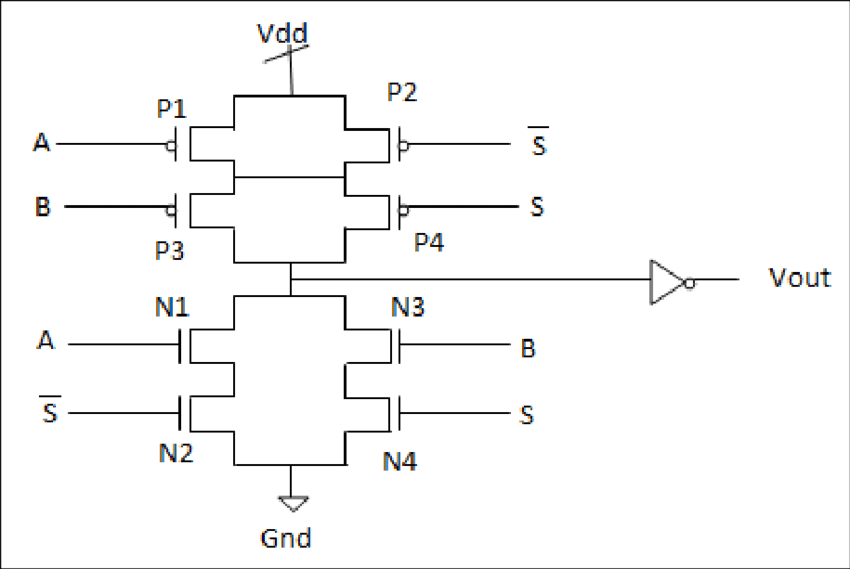 Vdd
P1
P2
A
S̅
B
S
P3
P4
Vout
N1
N3
A
B
S̅
S
N2
N4
Gnd